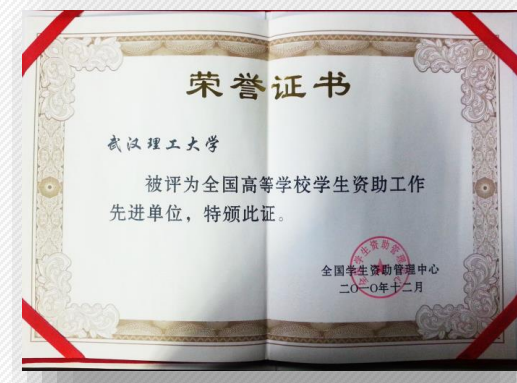 荣誉证书
武汉理工大学
被评为全国高等学校学生资助工作
先进单位，特颁此证。
全国学生资助管理中心
二〇一〇年十二月